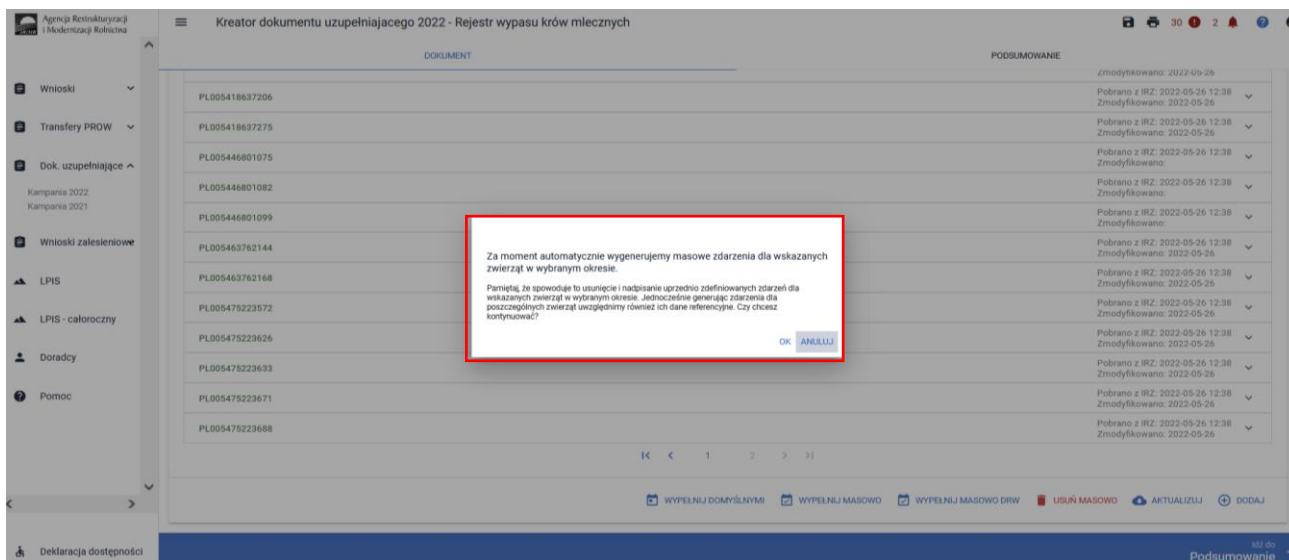 Agencja Restrukturyzacji
i Modernizacji Rolnictwa
Kreator dokumentu uzupełniajacego 2022 - Rejestr wypasu krów mlecznych
30 2
DOKUMENT PODSUMOWANIE
Wnioski
Transfery PROW
Dok. uzupełniające
Kampania 2022
Kampania 2021
Wnioski zalesieniowe
LPIS
LPIS - całoroczny
Doradcy
Pomoc
Deklaracja dostępności
Zmodyfikowano: 2022-05-26
PL005418637206 Pobrano z IRZ: 2022-05-26 12:38
Zmodyfikowano: 2022-05-26
PL005418637275 Pobrano z IRZ: 2022-05-26 12:38
Zmodyfikowano: 2022-05-26
PL005446801075 Pobrano z IRZ: 2022-05-26 12:38
Zmodyfikowano:
PL005446801082 Pobrano z IRZ: 2022-05-26 12:38
Zmodyfikowano:
PL005446801099 Pobrano z IRZ: 2022-05-26 12:38
Zmodyfikowano:
PL005463762144 Pobrano z IRZ: 2022-05-26 12:38
Zmodyfikowano: 2022-05-26
PL005463762168 Pobrano z IRZ: 2022-05-26 12:38
Zmodyfikowano: 2022-05-26
PL005475223572 Pobrano z IRZ: 2022-05-26 12:38
Zmodyfikowano: 2022-05-26
PL005475223626 Pobrano z IRZ: 2022-05-26 12:38
Zmodyfikowano: 2022-05-26
PL005475223633 Pobrano z IRZ: 2022-05-26 12:38
Zmodyfikowano: 2022-05-26
PL005475223671 Pobrano z IRZ: 2022-05-26 12:38
Zmodyfikowano: 2022-05-26
PL005475223688 Pobrano z IRZ: 2022-05-26 12:38
Zmodyfikowano: 2022-05-26
Za moment automatycznie wygenerujemy masowe zdarzenia dla wskazanych
zwierząt w wybranym okresie.
Pamiętaj, że spowoduje to usunięcie i nadpisanie uprzednio zdefiniowanych zdarzeń dla
wskazanych zwierząt w wybranym okresie. Jednocześnie generując zdarzenia dla
poszczególnych zwierząt uwzględnimy również ich dane referencyjne. Czy chcesz
kontynuować?
OK ANULUJ
1 2
WYPEŁNIJ DOMYŚLNYMI WYPEŁNIJ MASOWO WYPEŁNIJ MASOWO DRW USUŃ MASOWO AKTUALIZUJ DODAJ
Idź do
Podsumowanie